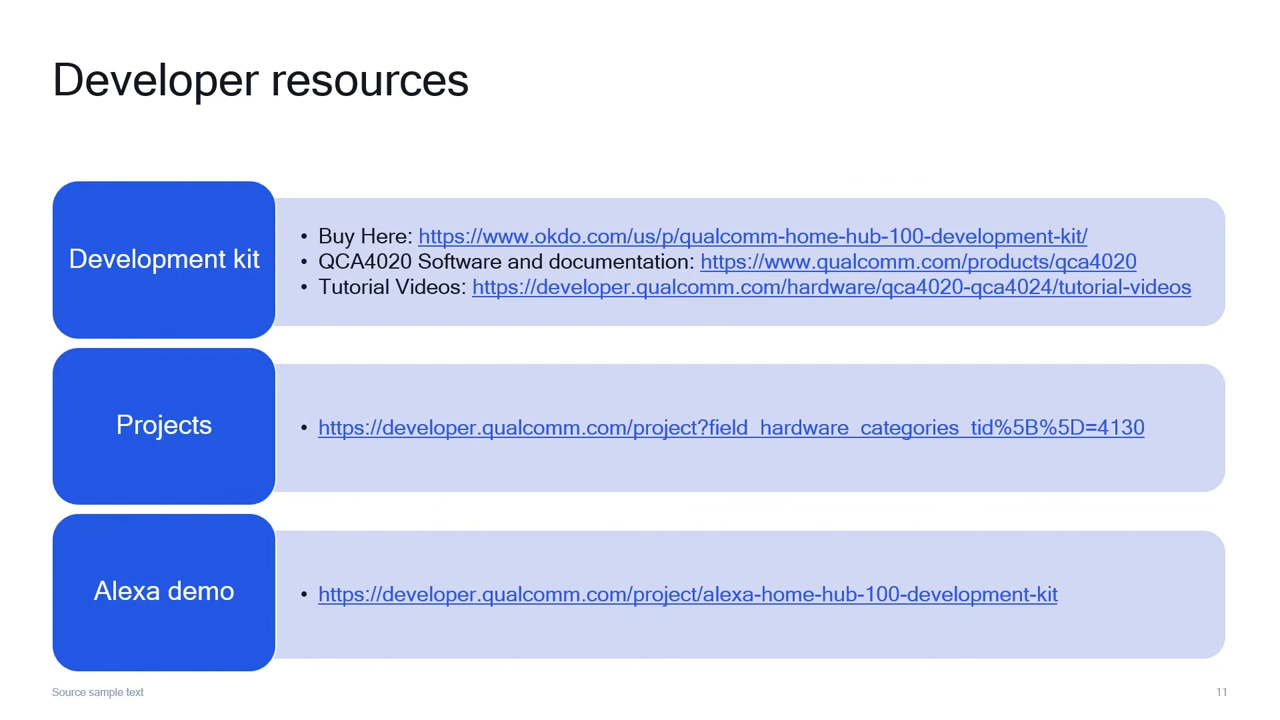 Developer resources
Development kit
• Buy Here: https://www.okdo.com/us/p/qualcomm-home-hub-100-development-kit/
• QCA4020 Software and documentation: https://www.qualcomm.com/products/qca4020
• Tutorial Videos: https://developer.qualcomm.com/hardware/qca4020-qca4024/tutorial-videos
Projects
• https://developer.qualcomm.com/project?field_hardware_categories_tid%5B%5D=4130
Alexa demo
• https://developer.qualcomm.com/project/alexa-home-hub-100-development-kit
Source sample text
11